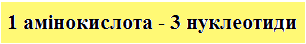 1 амінокислота - 3 нуклеотиди